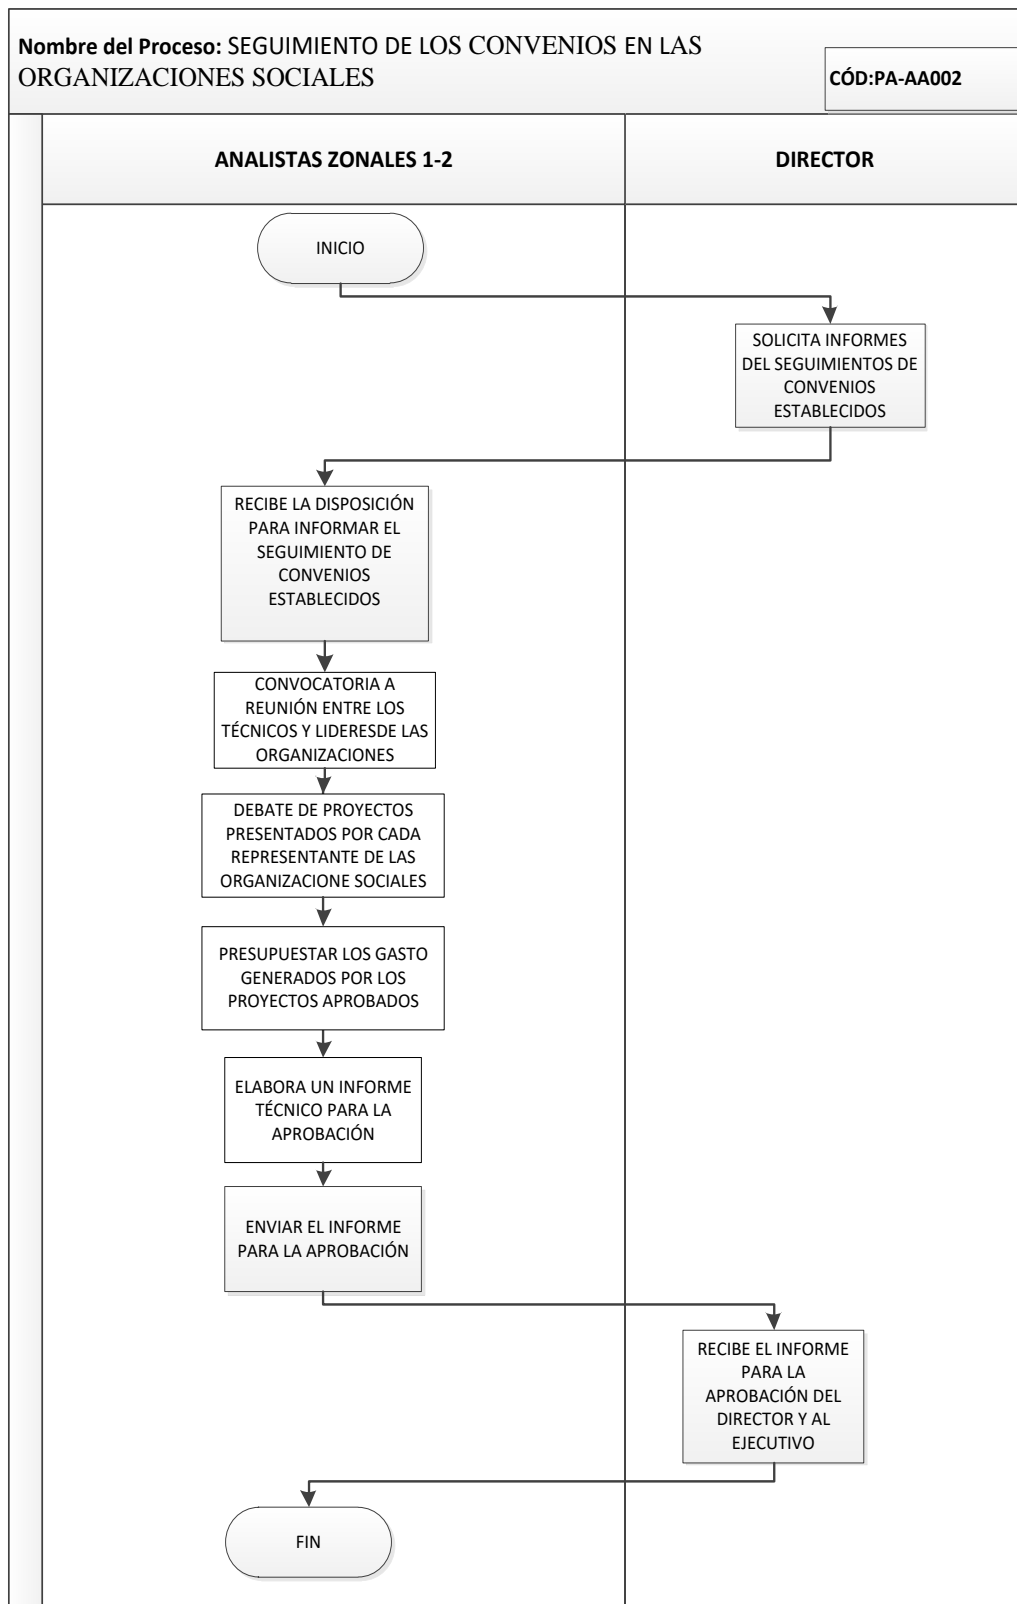 Nombre del Proceso: SEGUIMIENTO DE LOS CONVENIOS EN LAS
ORGANIZACIONES SOCIALES
CÓD:PA-AA002
ANALISTAS ZONALES 1-2
DIRECTOR
INICIO
SOLICITA INFORMES
DEL SEGUIMIENTOS DE
CONVENIOS
ESTABLECIDOS
RECIBE LA DISPOSICIÓN
PARA INFORMAR EL
SEGUIMIENTO DE
CONVENIOS
ESTABLECIDOS
CONVOCATORIA A
REUNIÓN ENTRE LOS
TÉCNICOS Y LIDERESDE LAS
ORGANIZACIONES
DEBATE DE PROYECTOS
PRESENTADOS POR CADA
REPRESENTANTE DE LAS
ORGANIZACIONE SOCIALES
PRESUPUESTAR LOS GASTO
GENERADOS POR LOS
PROYECTOS APROBADOS
ELABORA UN INFORME
TÉCNICO PARA LA
APROBACIÓN
ENVIAR EL INFORME
PARA LA APROBACIÓN
RECIBE EL INFORME
PARA LA
APROBACIÓN DEL
DIRECTOR Y AL
EJECUTIVO
FIN